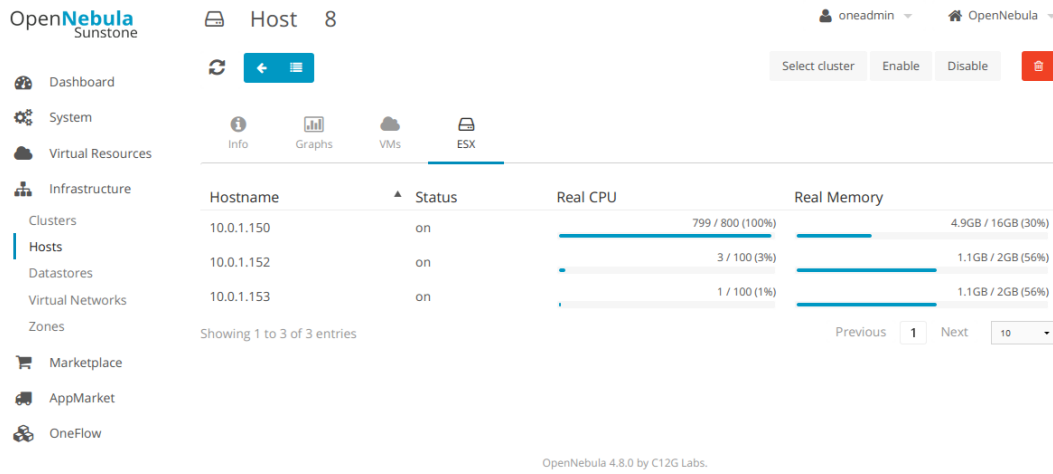 OpenNebula
Sunstone
Host 8
oneadmin
OpenNebula
Select cluster Enable Disable
Dashboard
System
Virtual Resources
Infrastructure
Clusters
Hosts
Datastores
Virtual Networks
Zones
Marketplace
AppMarket
OneFlow
Info Graphs VMs ESX
Hostname Status Real CPU Real Memory
10.0.1.150 on 799 / 800 (100%) 4.9GB / 16GB (30%)
10.0.1.152 on 3 / 100 (3%) 1.1GB / 2GB (56%)
10.0.1.153 on 1 / 100 (1%) 1.1GB / 2GB (56%)
Showing 1 to 3 of 3 entries
Previous 1 Next 10
OpenNebula 4.8.0 by C12G Labs.